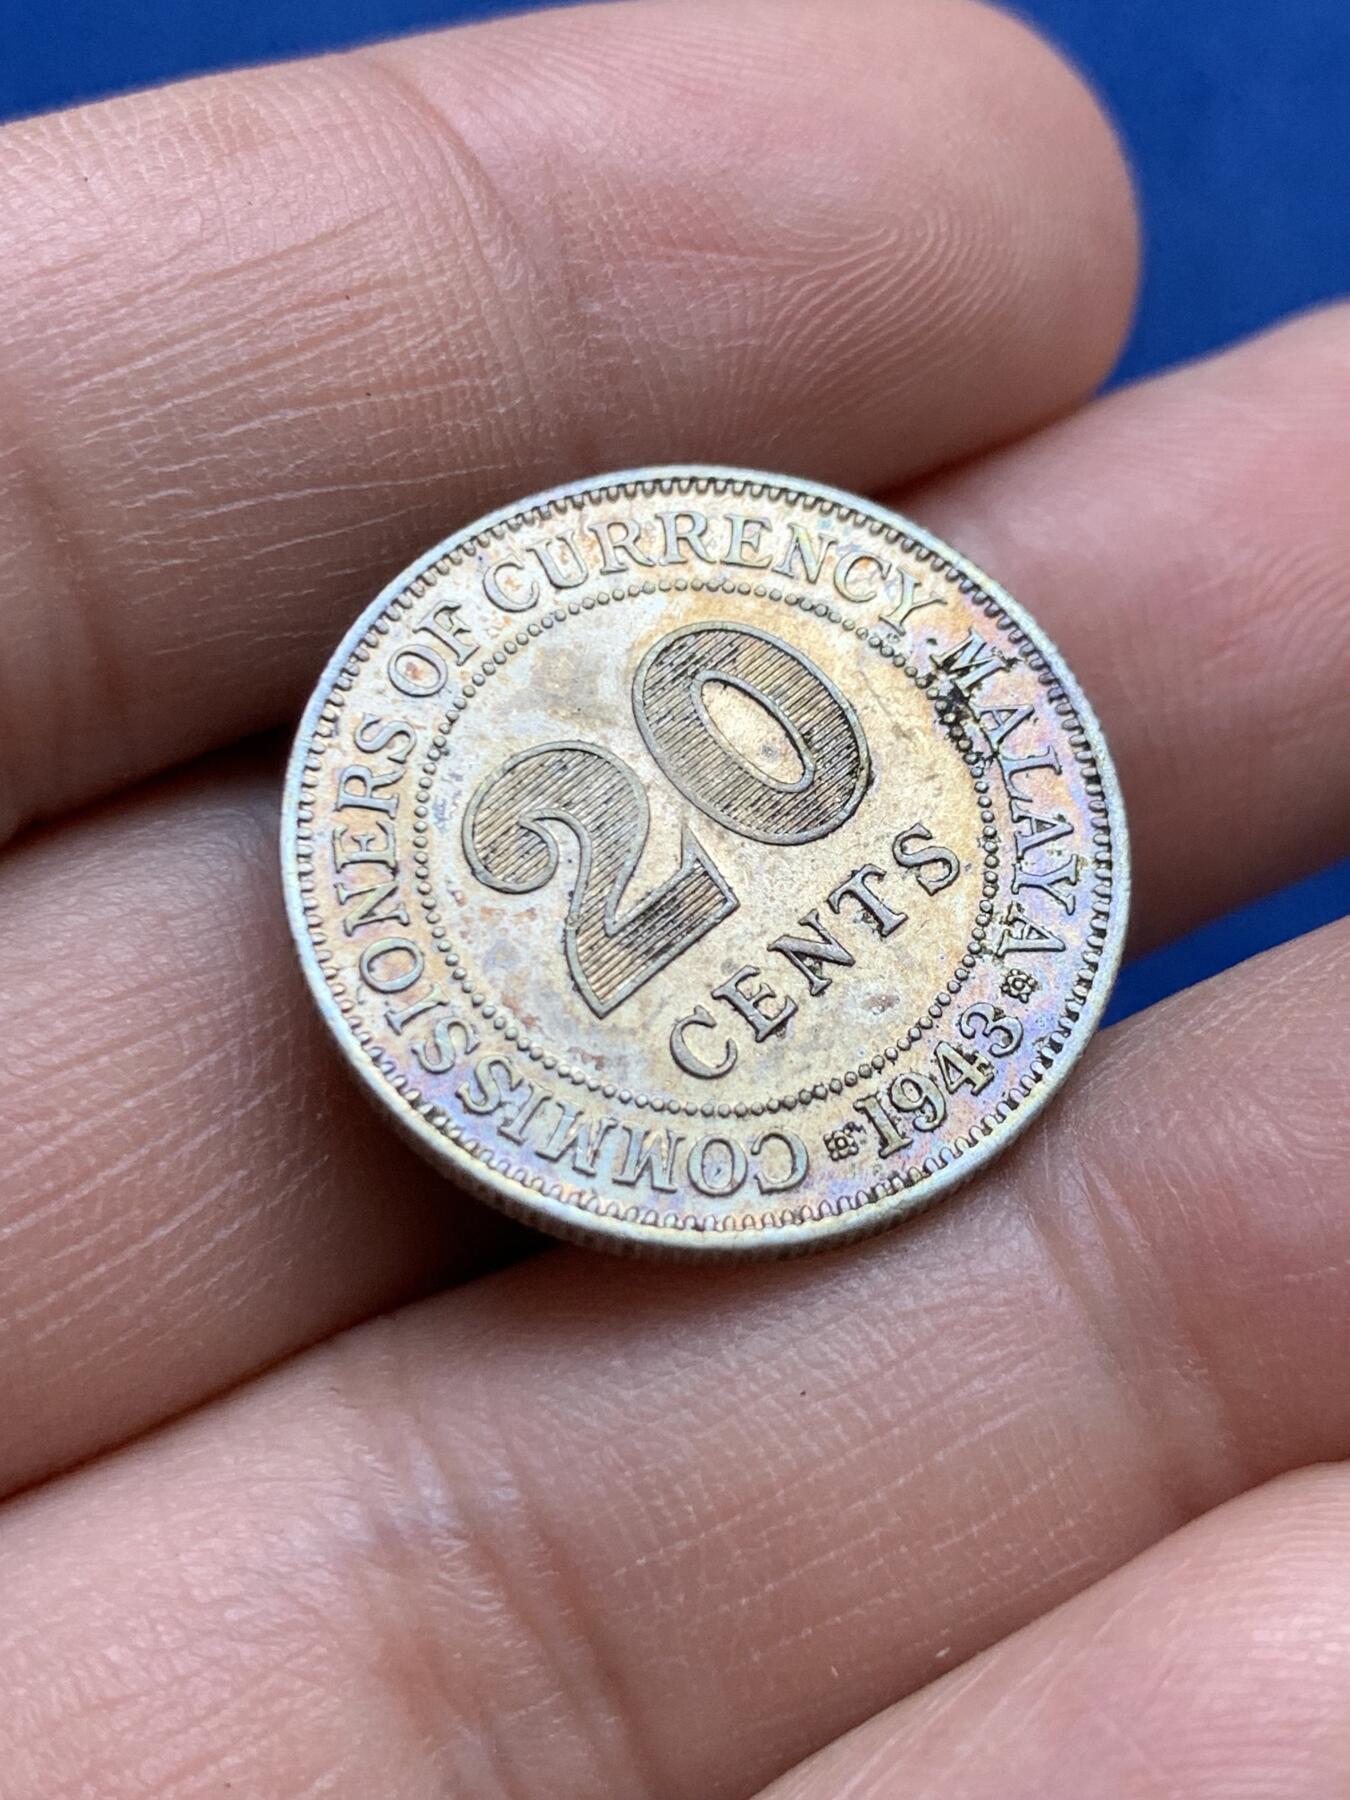 COMMISSIONERS OF CURRENCY MALAYA
1943
20
CENTS